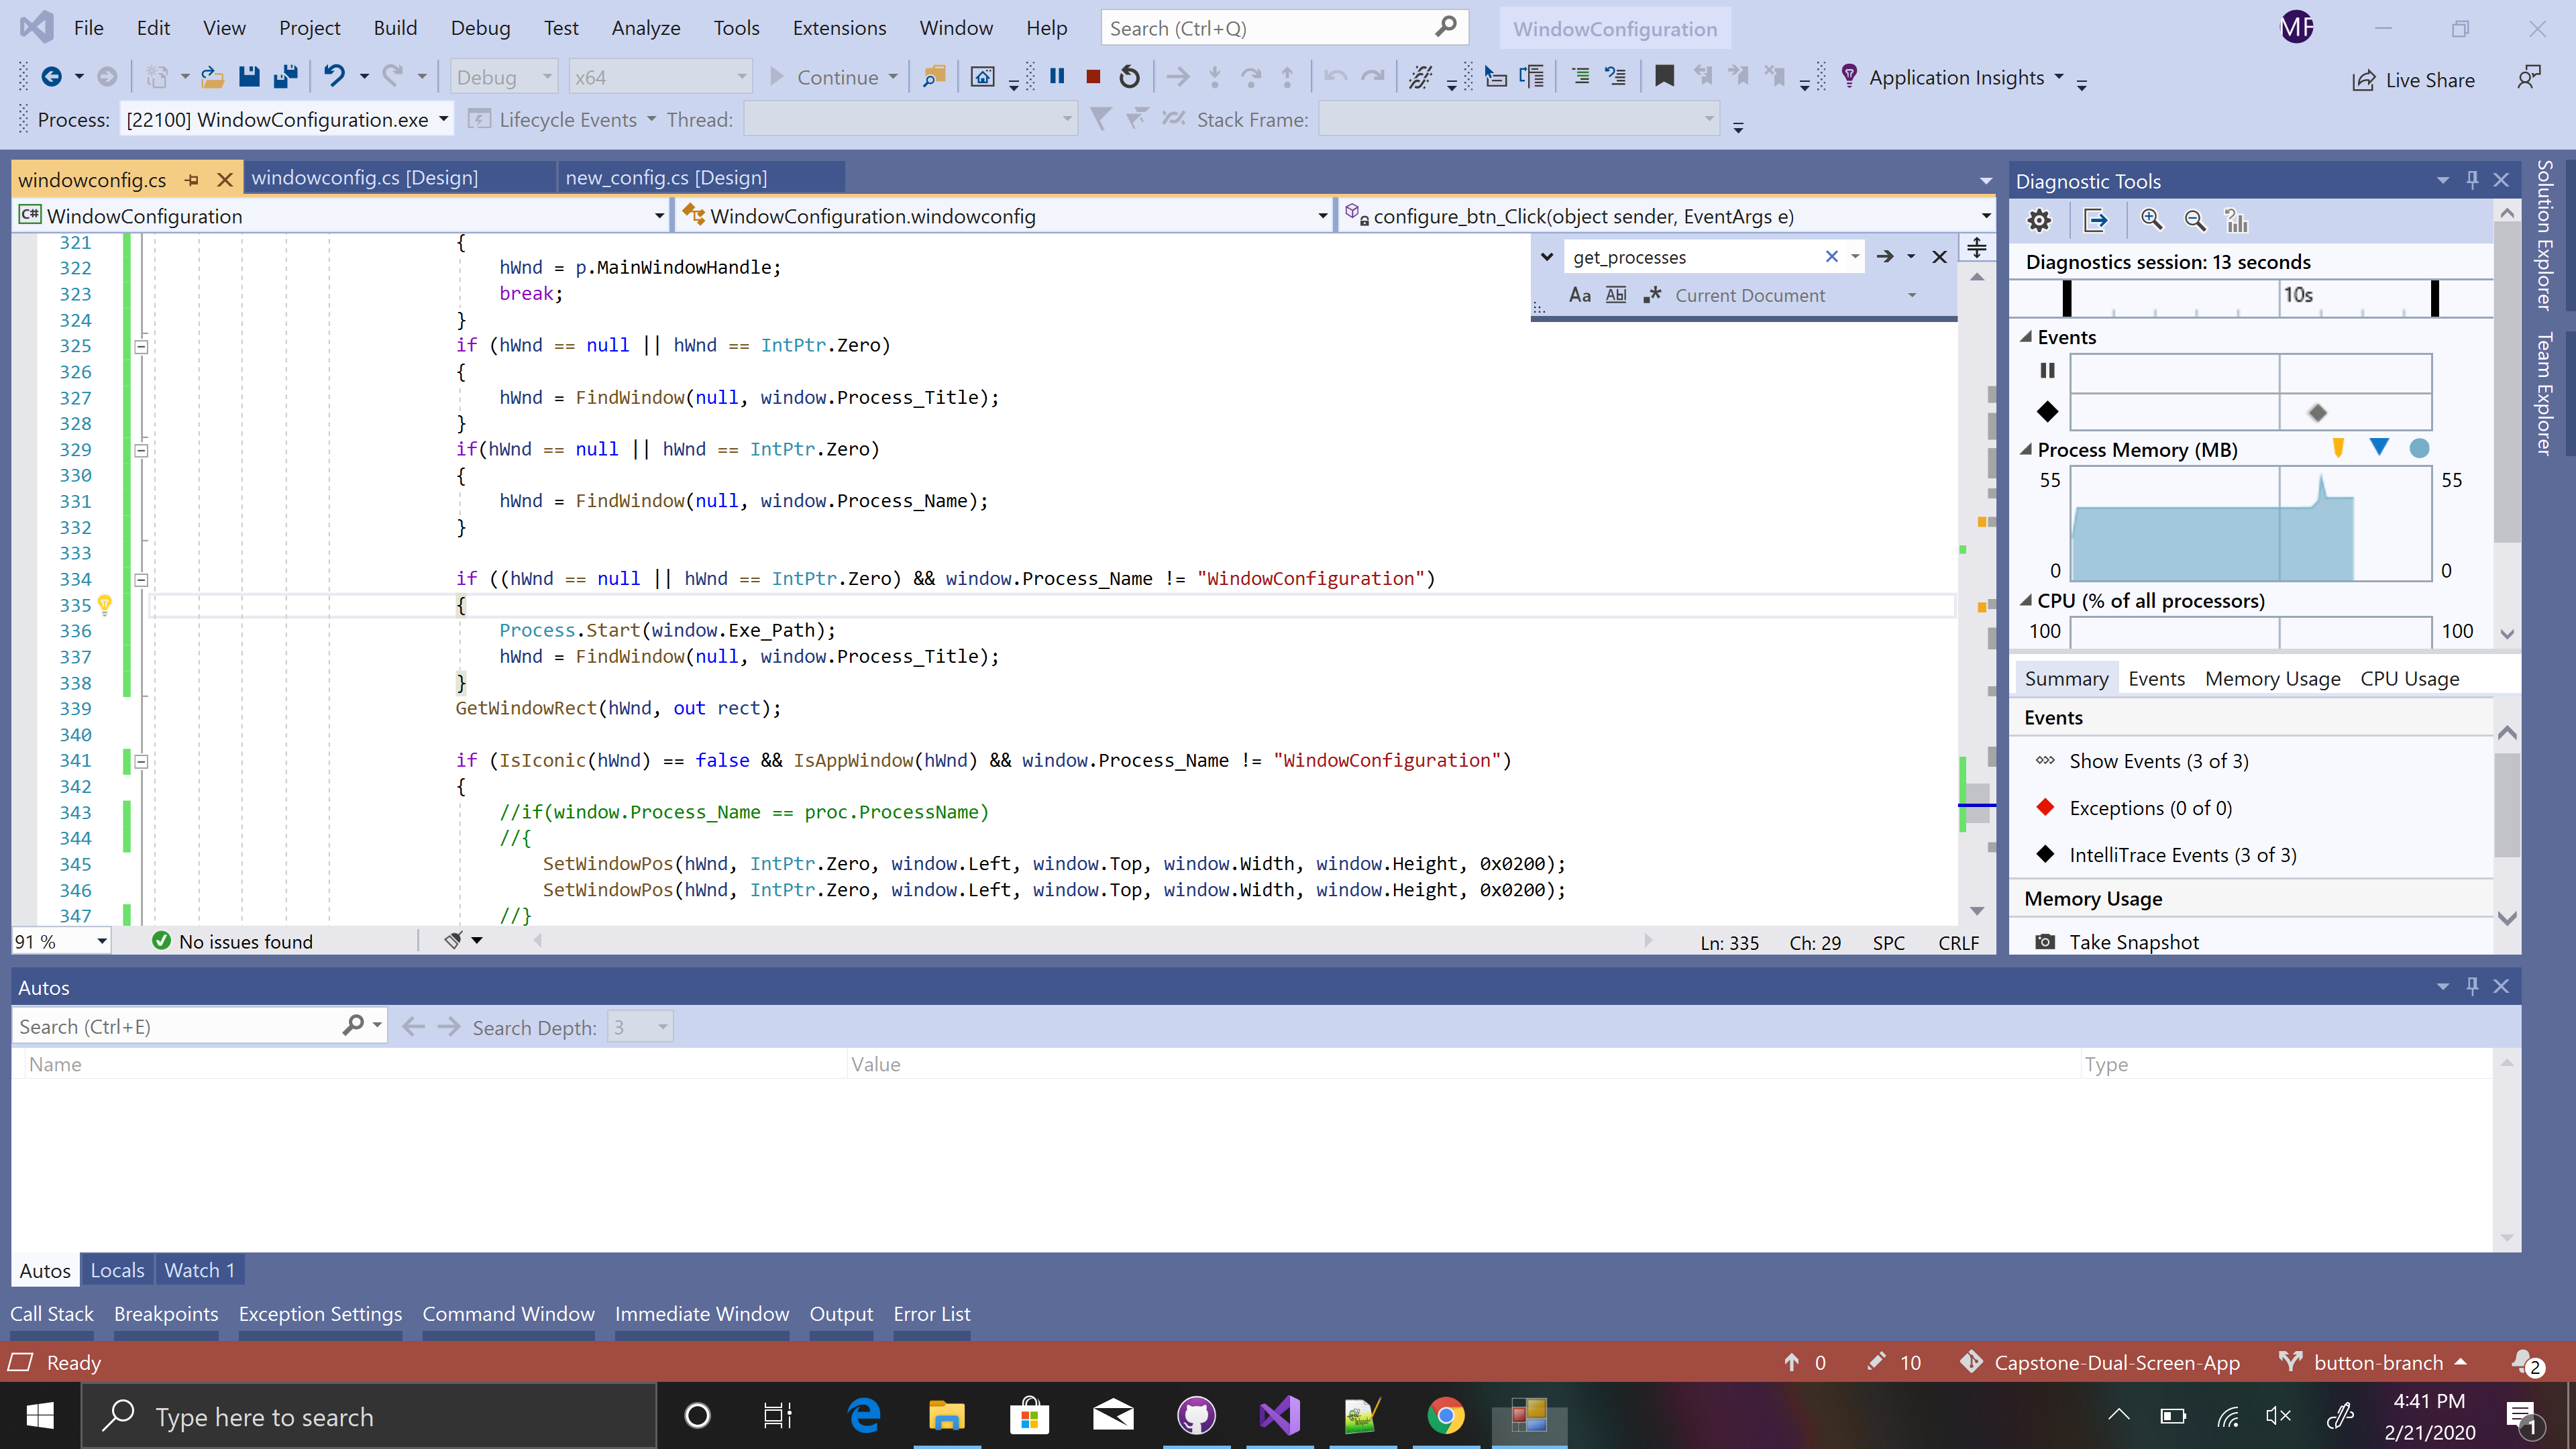 File Edit View Project Build Debug Test Analyze Tools Extensions Window Help Search (Ctrl+Q) WindowConfiguration MF
Debug x64 Continue Application Insights Live Share
Process: [22100] WindowConfiguration.exe Lifecycle Events Thread: Stack Frame:
windowconfig.cs windowconfig.cs [Design] new_config.cs [Design]
C# WindowConfiguration WindowConfiguration.windowconfig configure_btn_Click(object sender, EventArgs e)
get_processes
Aa Abl .* Current Document
321 {
322 hWnd = p.MainWindowHandle;
323 break;
324 }
325 if (hWnd == null || hWnd == IntPtr.Zero)
326 {
327 hWnd = FindWindow(null, window.Process_Title);
328 }
329 if(hWnd == null || hWnd == IntPtr.Zero)
330 {
331 hWnd = FindWindow(null, window.Process_Name);
332 }
333
334 if ((hWnd == null || hWnd == IntPtr.Zero) && window.Process_Name != "WindowConfiguration")
335 {
336 Process.Start(window.Exe_Path);
337 hWnd = FindWindow(null, window.Process_Title);
338 }
339 GetWindowRect(hWnd, out rect);
340
341 if (IsIconic(hWnd) == false && IsAppWindow(hWnd) && window.Process_Name != "WindowConfiguration")
342 {
343 //if(window.Process_Name == proc.ProcessName)
344 //{
345 SetWindowPos(hWnd, IntPtr.Zero, window.Left, window.Top, window.Width, window.Height, 0x0200);
346 SetWindowPos(hWnd, IntPtr.Zero, window.Left, window.Top, window.Width, window.Height, 0x0200);
347 //}
91 % No issues found Ln: 335 Ch: 29 SPC CRLF
Diagnostic Tools
Diagnostics session: 13 seconds
10s
Events
Process Memory (MB)
55 55
0 0
CPU (% of all processors)
100 100
Summary Events Memory Usage CPU Usage
Events
Show Events (3 of 3)
Exceptions (0 of 0)
IntelliTrace Events (3 of 3)
Memory Usage
Take Snapshot
Solution Explorer
Team Explorer
Autos
Search (Ctrl+E) Search Depth: 3
Name Value Type
Autos Locals Watch 1
Call Stack Breakpoints Exception Settings Command Window Immediate Window Output Error List
Ready 0 10 Capstone-Dual-Screen-App button-branch 2
Type here to search
4:41 PM
2/21/2020
1